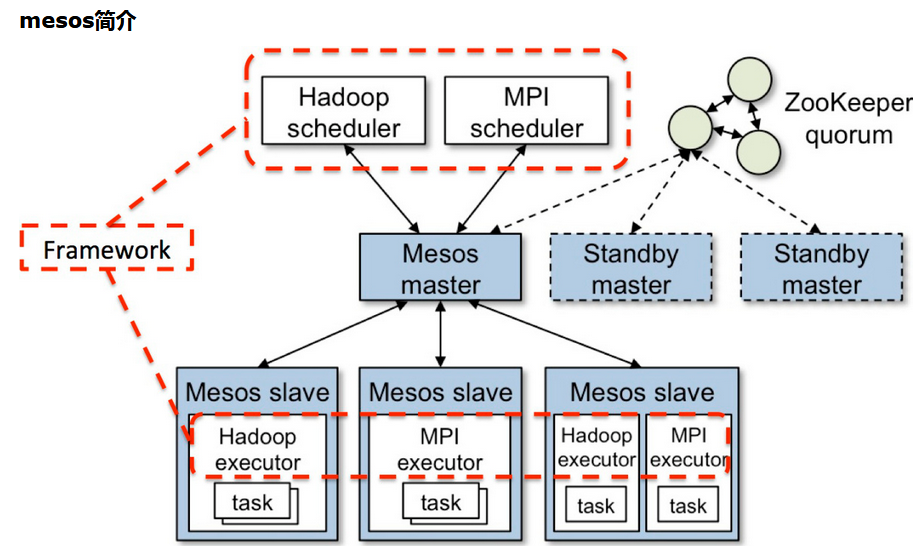 mesos简介
Hadoop
scheduler
MPI
scheduler
ZooKeeper
quorum
Framework
Mesos
master
Standby
master
Standby
master
Mesos slave
Hadoop
executor
task
Mesos slave
MPI
executor
task
Mesos slave
Hadoop
executor
task
MPI
executor
task